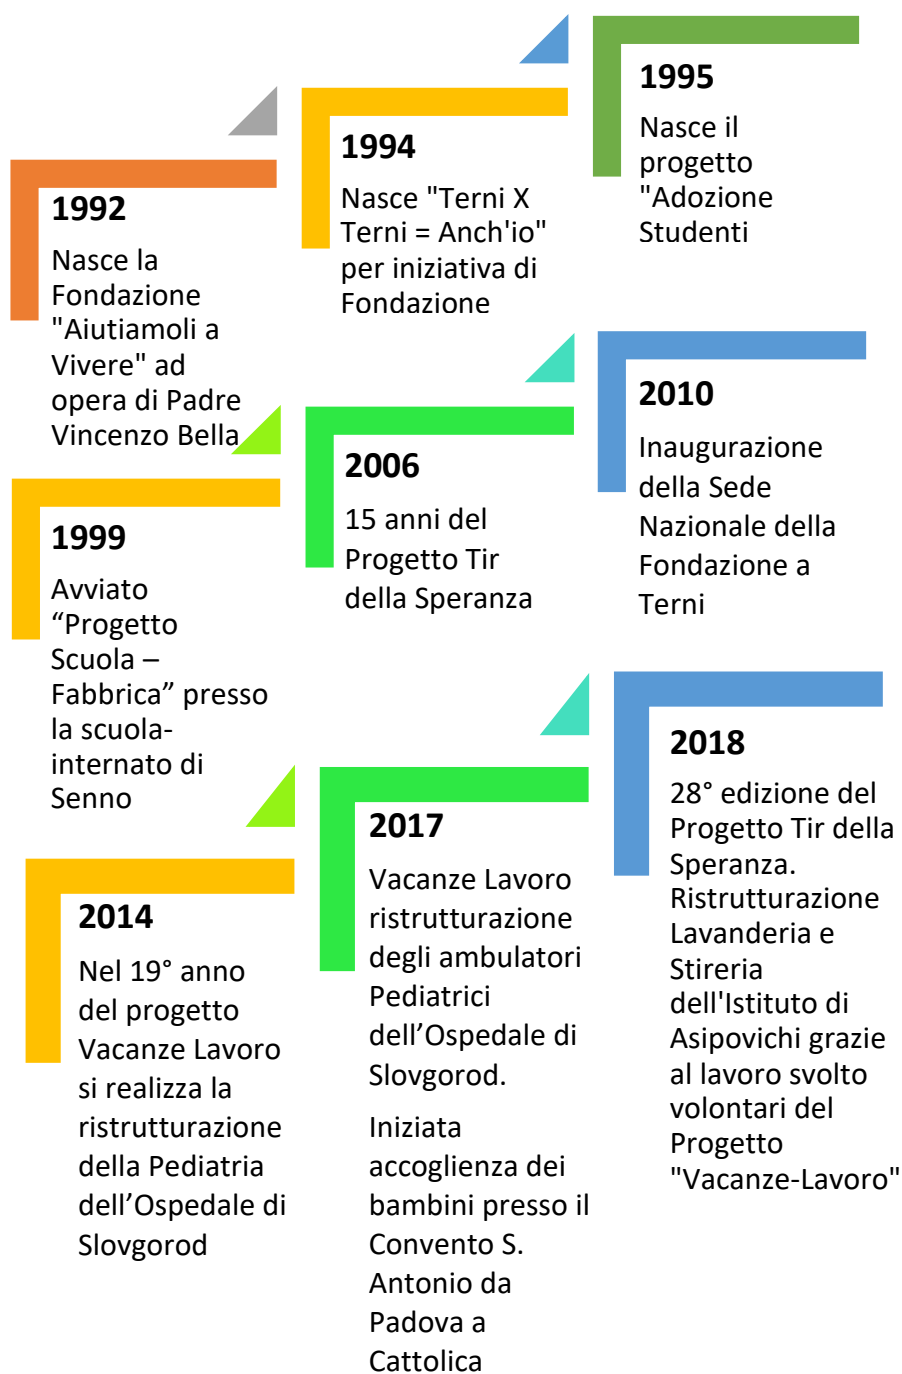 1992
Nasce la
Fondazione
"Aiutiamoli a
Vivere" ad
opera di Padre
Vincenzo Bella
1994
Nasce "Terni X
Terni = Anch'io"
per iniziativa di
Fondazione
1995
Nasce il
progetto
"Adozione
Studenti
1999
Avviato
“Progetto
Scuola –
Fabbrica” presso
la scuola-
internato di
Senno
2006
15 anni del
Progetto Tir
della Speranza
2010
Inaugurazione
della Sede
Nazionale della
Fondazione a
Terni
2014
Nel 19° anno
del progetto
Vacanze Lavoro
si realizza la
ristrutturazione
della Pediatria
dell’Ospedale di
Slovgorod
2017
Vacanze Lavoro
ristrutturazione
degli ambulatori
Pediatrici
dell’Ospedale di
Slovgorod.
Iniziata
accoglienza dei
bambini presso il
Convento S.
Antonio da
Padova a
Cattolica
2018
28° edizione del
Progetto Tir della
Speranza.
Ristrutturazione
Lavanderia e
Stireria
dell'Istituto di
Asipovichi grazie
al lavoro svolto
volontari del
Progetto
"Vacanze-Lavoro"